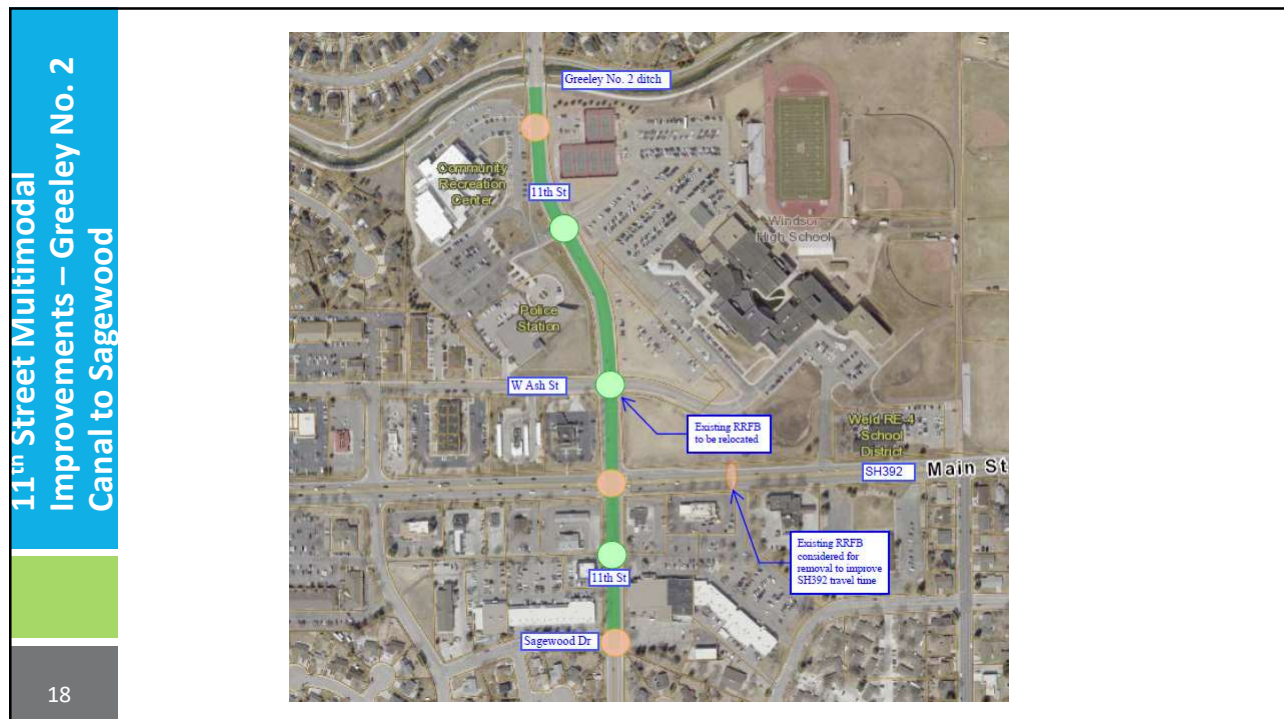 11th Street Multimodal
Improvements – Greeley No. 2
Canal to Sagewood
18
Greeley No. 2 ditch
Community
Recreation
Center
11th St
Windsor
High School
Police
Station
W Ash St
Existing RRFB
to be relocated
Weld RE-4
School
District
SH392
Main St
Existing RRFB
considered for
removal to improve
SH392 travel time
11th St
Sagewood Dr